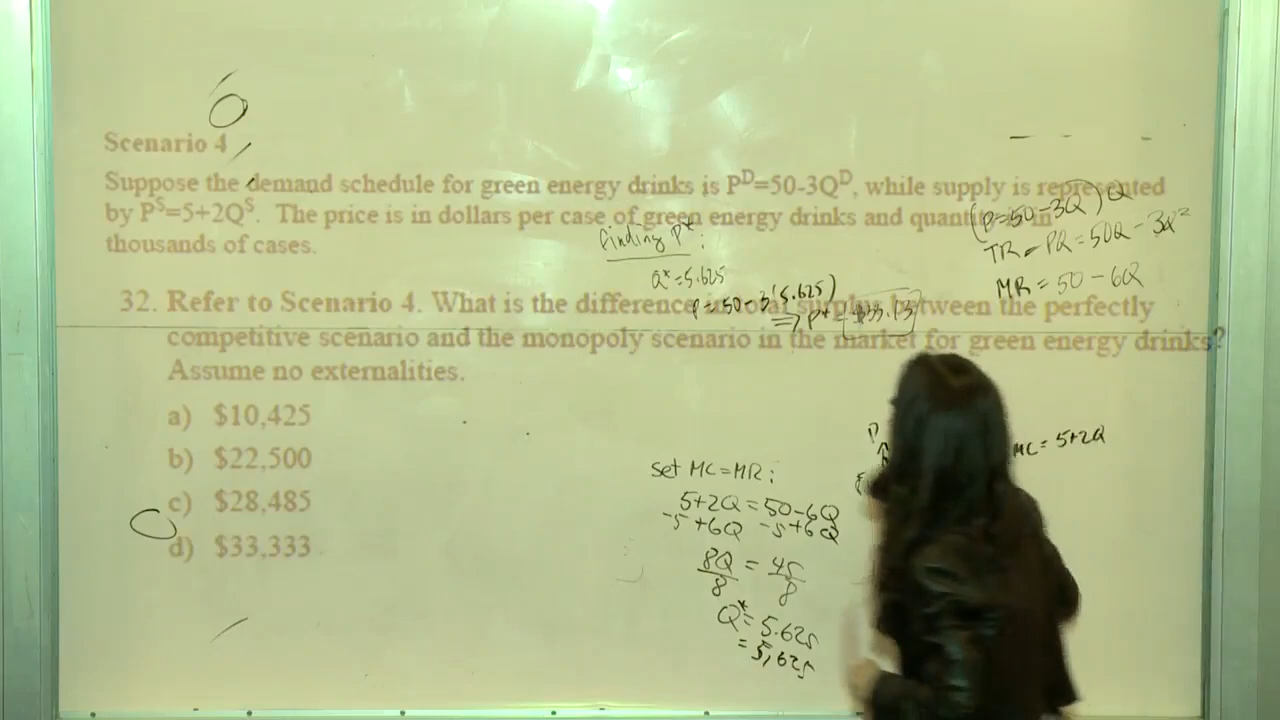 Scenario 4
Suppose the demand schedule for green energy drinks is Pᴰ=50-3Qᴰ, while supply is represented
by Pˢ=5+2Qˢ. The price is in dollars per case of green energy drinks and quantity in
thousands of cases.
(P=50-3Q)Q
TR = PQ = 50Q - 3Q²
MR = 50 - 6Q
finding P*:
Q*=5.625
P=50-3(5.625)
=> P* = $33.13
32. Refer to Scenario 4. What is the difference in total surplus between the perfectly
competitive scenario and the monopoly scenario in the market for green energy drinks?
Assume no externalities.
a) $10,425
b) $22,500
c) $28,485
d) $33,333
set MC=MR:
5+2Q=50-6Q
-5+6Q -5+6Q
8Q = 45
8 8
Q*=5.625
=5,625
P
MC=5+2Q